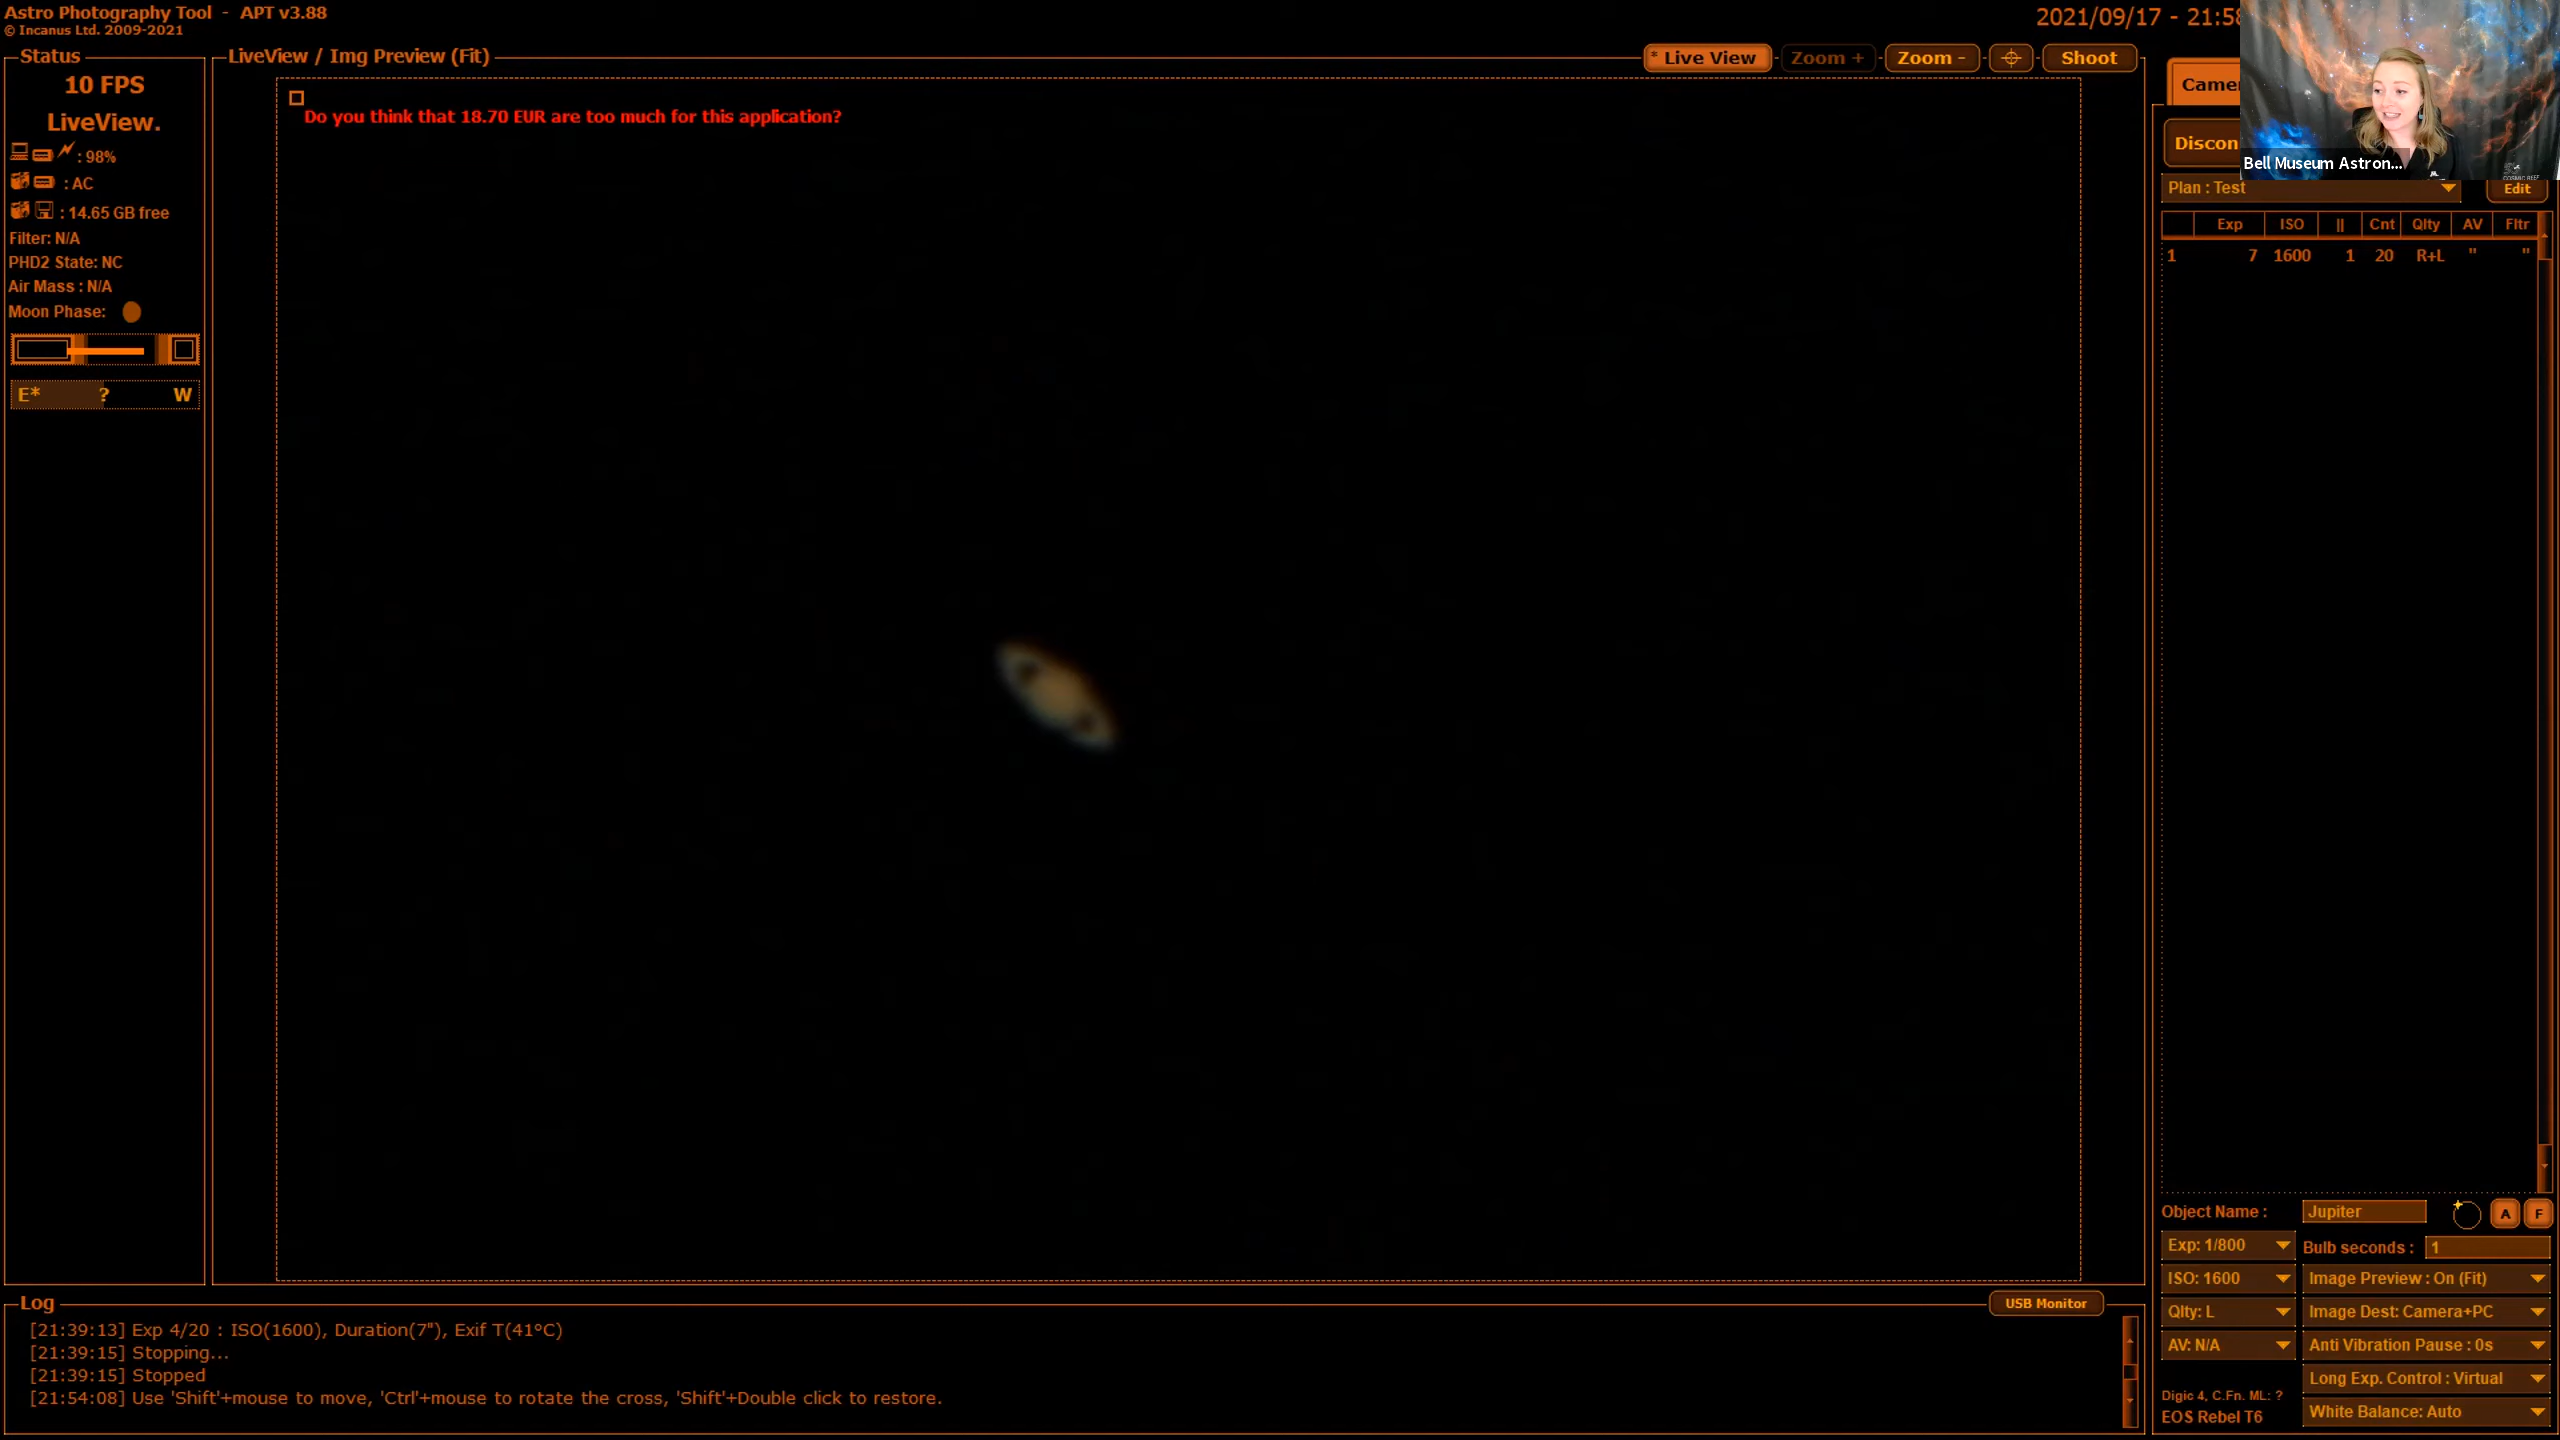 Astro Photography Tool - APT v3.88
© Incanus Ltd. 2009-2021
2021/09/17 - 21:58
Status
10 FPS
LiveView.
: 98%
: AC
: 14.65 GB free
Filter: N/A
PHD2 State: NC
Air Mass : N/A
Moon Phase:
E* ? W
LiveView / Img Preview (Fit)
* Live View
Zoom +
Zoom -
Shoot
Do you think that 18.70 EUR are too much for this application?
Came
Discon
Bell Museum Astron...
Plan : Test
Edit
Exp ISO || Cnt Qlty AV Fltr
1 7 1600 1 20 R+L " "
Object Name : Jupiter A F
Exp: 1/800 Bulb seconds : 1
ISO: 1600 Image Preview : On (Fit)
Qlty: L Image Dest: Camera+PC
AV: N/A Anti Vibration Pause : 0s
Long Exp. Control : Virtual
Digic 4, C.Fn. ML: ?
EOS Rebel T6 White Balance: Auto
Log
USB Monitor
[21:39:13] Exp 4/20 : ISO(1600), Duration(7"), Exif T(41°C)
[21:39:15] Stopping...
[21:39:15] Stopped
[21:54:08] Use 'Shift'+mouse to move, 'Ctrl'+mouse to rotate the cross, 'Shift'+Double click to restore.